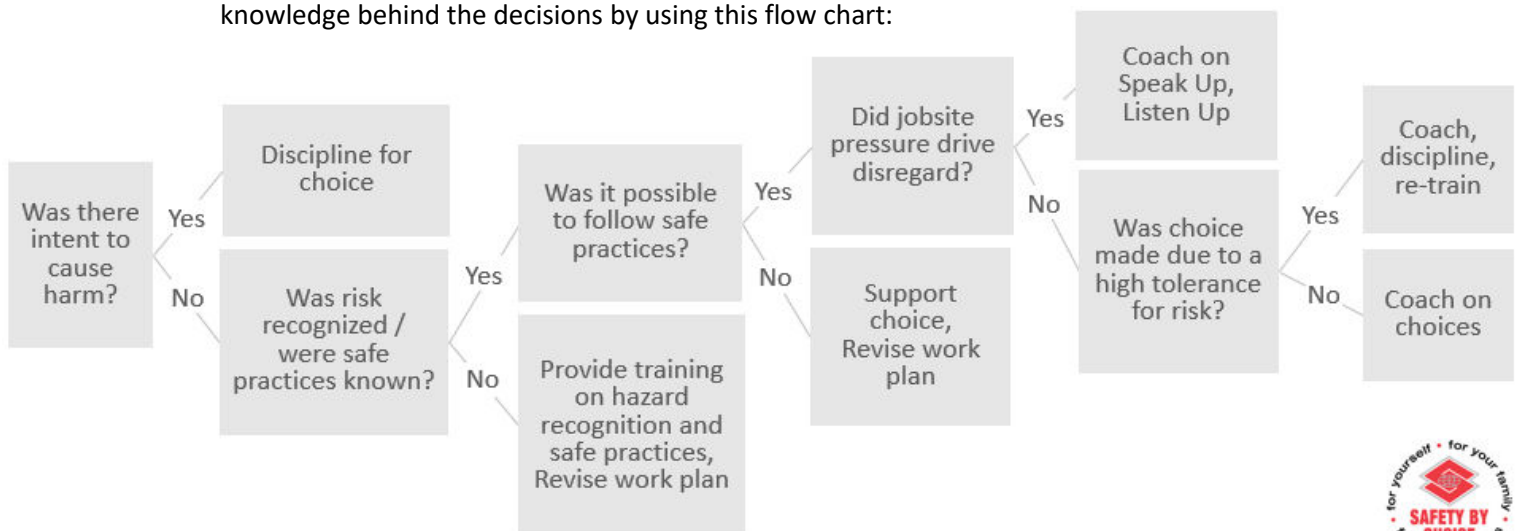 knowledge behind the decisions by using this flow chart:
Was there
intent to
cause
harm?
Yes
No
Discipline for
choice
Was risk
recognized /
were safe
practices known?
Yes
No
Was it possible
to follow safe
practices?
Provide training
on hazard
recognition and
safe practices,
Revise work plan
Yes
No
Did jobsite
pressure drive
disregard?
Support
choice,
Revise work
plan
Yes
No
Coach on
Speak Up,
Listen Up
Was choice
made due to a
high tolerance
for risk?
Yes
No
Coach,
discipline,
re-train
Coach on
choices
for yourself • for your family
SAFETY BY